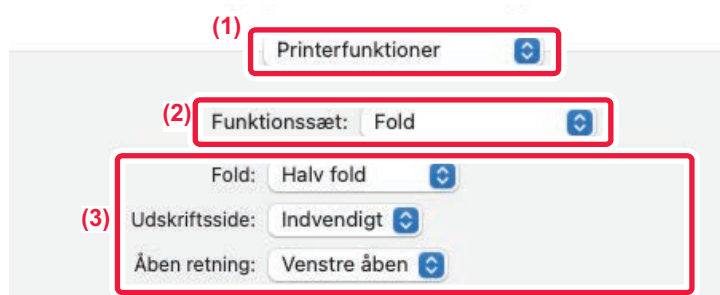 (1)
Printerfunktioner
(2)
Funktionssæt: Fold
(3)
Fold: Halv fold
Udskriftsside: Indvendigt
Åben retning: Venstre åben